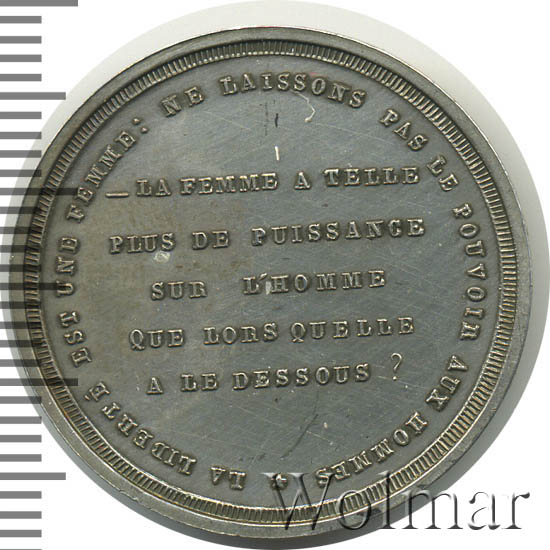 LA LIBERTE EST UNE FEMME: NE LAISSONS PAS LE POUVOIR AUX HOMMES
— LA FEMME A TELLE
PLUS DE PUISSANCE
SUR L'HOMME
QUE LORS QUELLE
A LE DESSOUS ?
Wolmar